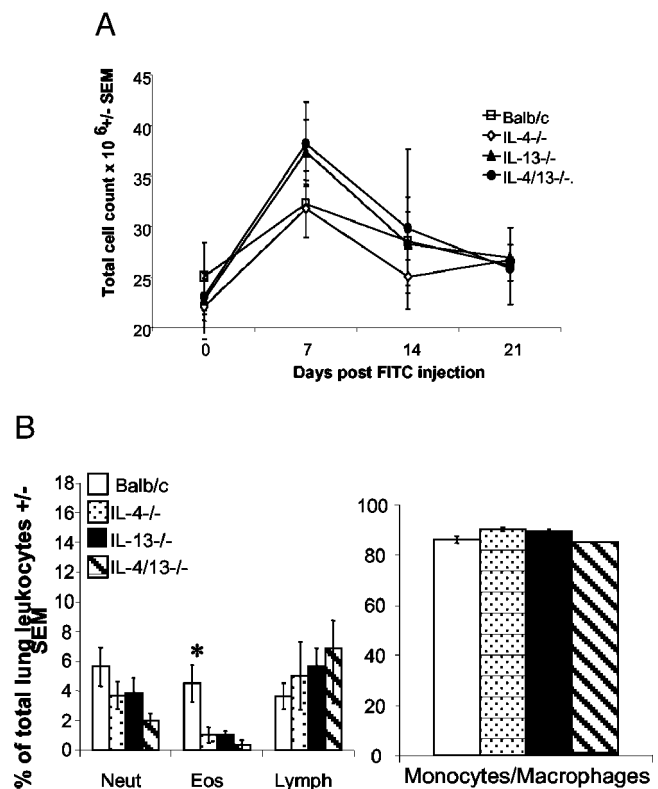 A
Total cell count x 10 6+/- SEM
45
40
35
30
25
20
0
7
14
21
Days post FITC injection
Balb/c
IL-4-/-
IL-13-/-
IL-4/13-/-.
B
% of total lung leukocytes +/-
SEM
18
16
14
12
10
8
6
4
2
0
Balb/c
IL-4-/-
IL-13-/-
IL-4/13-/-
*
Neut
Eos
Lymph
100
80
60
40
20
0
Monocytes/Macrophages